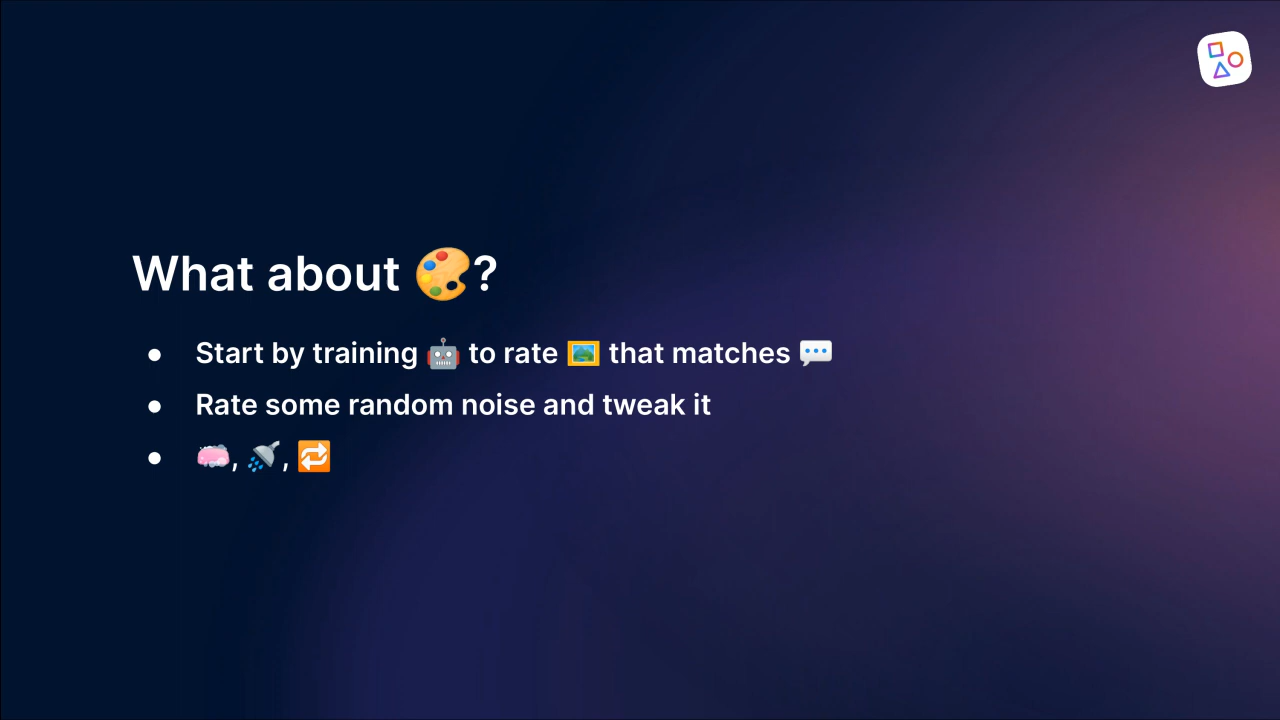 What about 🎨?
● Start by training 🤖 to rate 🖼️ that matches 💬
● Rate some random noise and tweak it
● 🧼, 🚿, 🔁